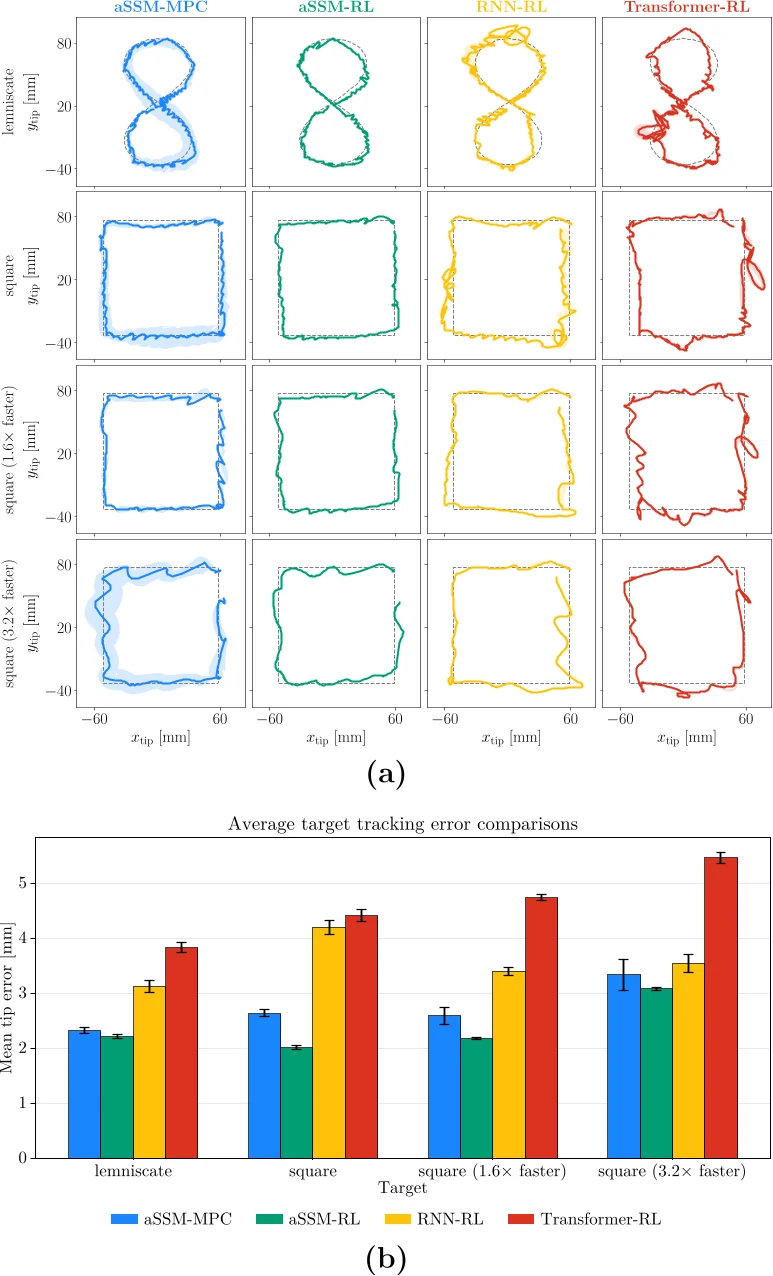 aSSM-MPC aSSM-RL RNN-RL Transformer-RL
lemniscate
y_tip [mm]
80
20
−40
square
y_tip [mm]
80
20
−40
square (1.6× faster)
y_tip [mm]
80
20
−40
square (3.2× faster)
y_tip [mm]
80
20
−40
−60 60 −60 60 −60 60 −60 60
x_tip [mm] x_tip [mm] x_tip [mm] x_tip [mm]
(a)
Average target tracking error comparisons
Mean tip error [mm]
5
4
3
2
1
0
lemniscate square square (1.6× faster) square (3.2× faster)
Target
aSSM-MPC aSSM-RL RNN-RL Transformer-RL
(b)